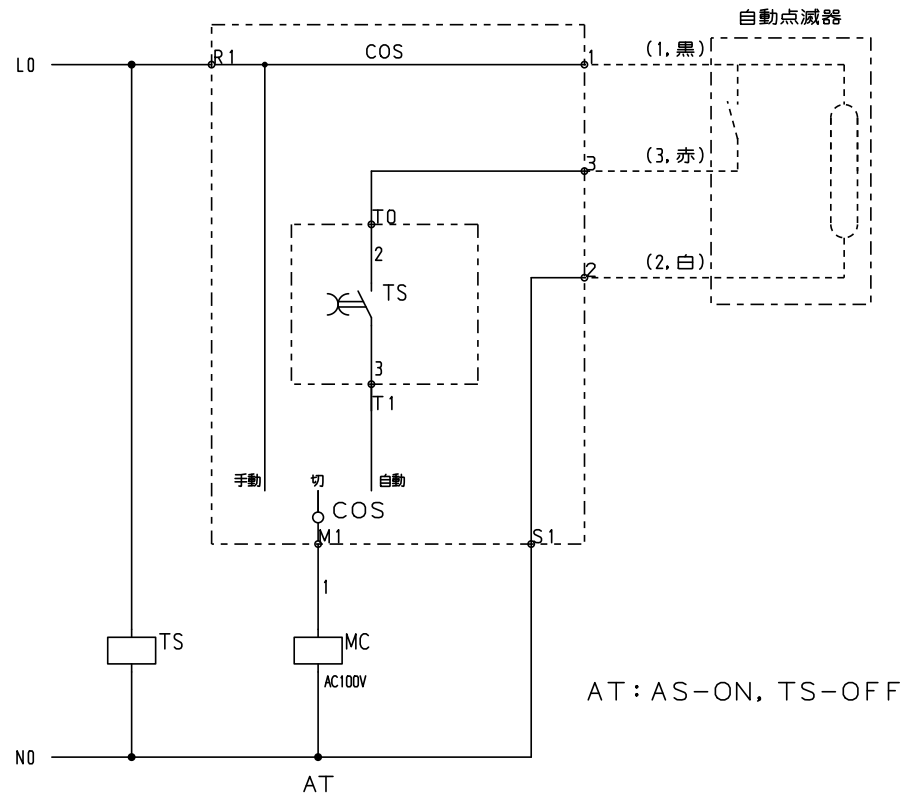 自動点滅器
COS
(1,黒)
L0
R1
1
(3,赤)
3
T0
2
(2,白)
2
TS
3
T1
手動
切
自動
COS
M1
S1
1
TS
MC
AC100V
AT:AS-ON, TS-OFF
N0
AT